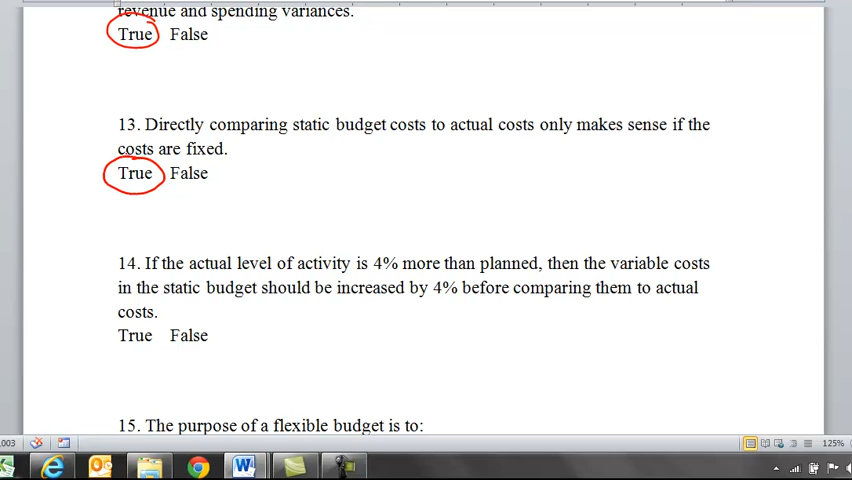 revenue and spending variances.
True False
13. Directly comparing static budget costs to actual costs only makes sense if the
costs are fixed.
True False
14. If the actual level of activity is 4% more than planned, then the variable costs
in the static budget should be increased by 4% before comparing them to actual
costs.
True False
15. The purpose of a flexible budget is to:
,003
125%